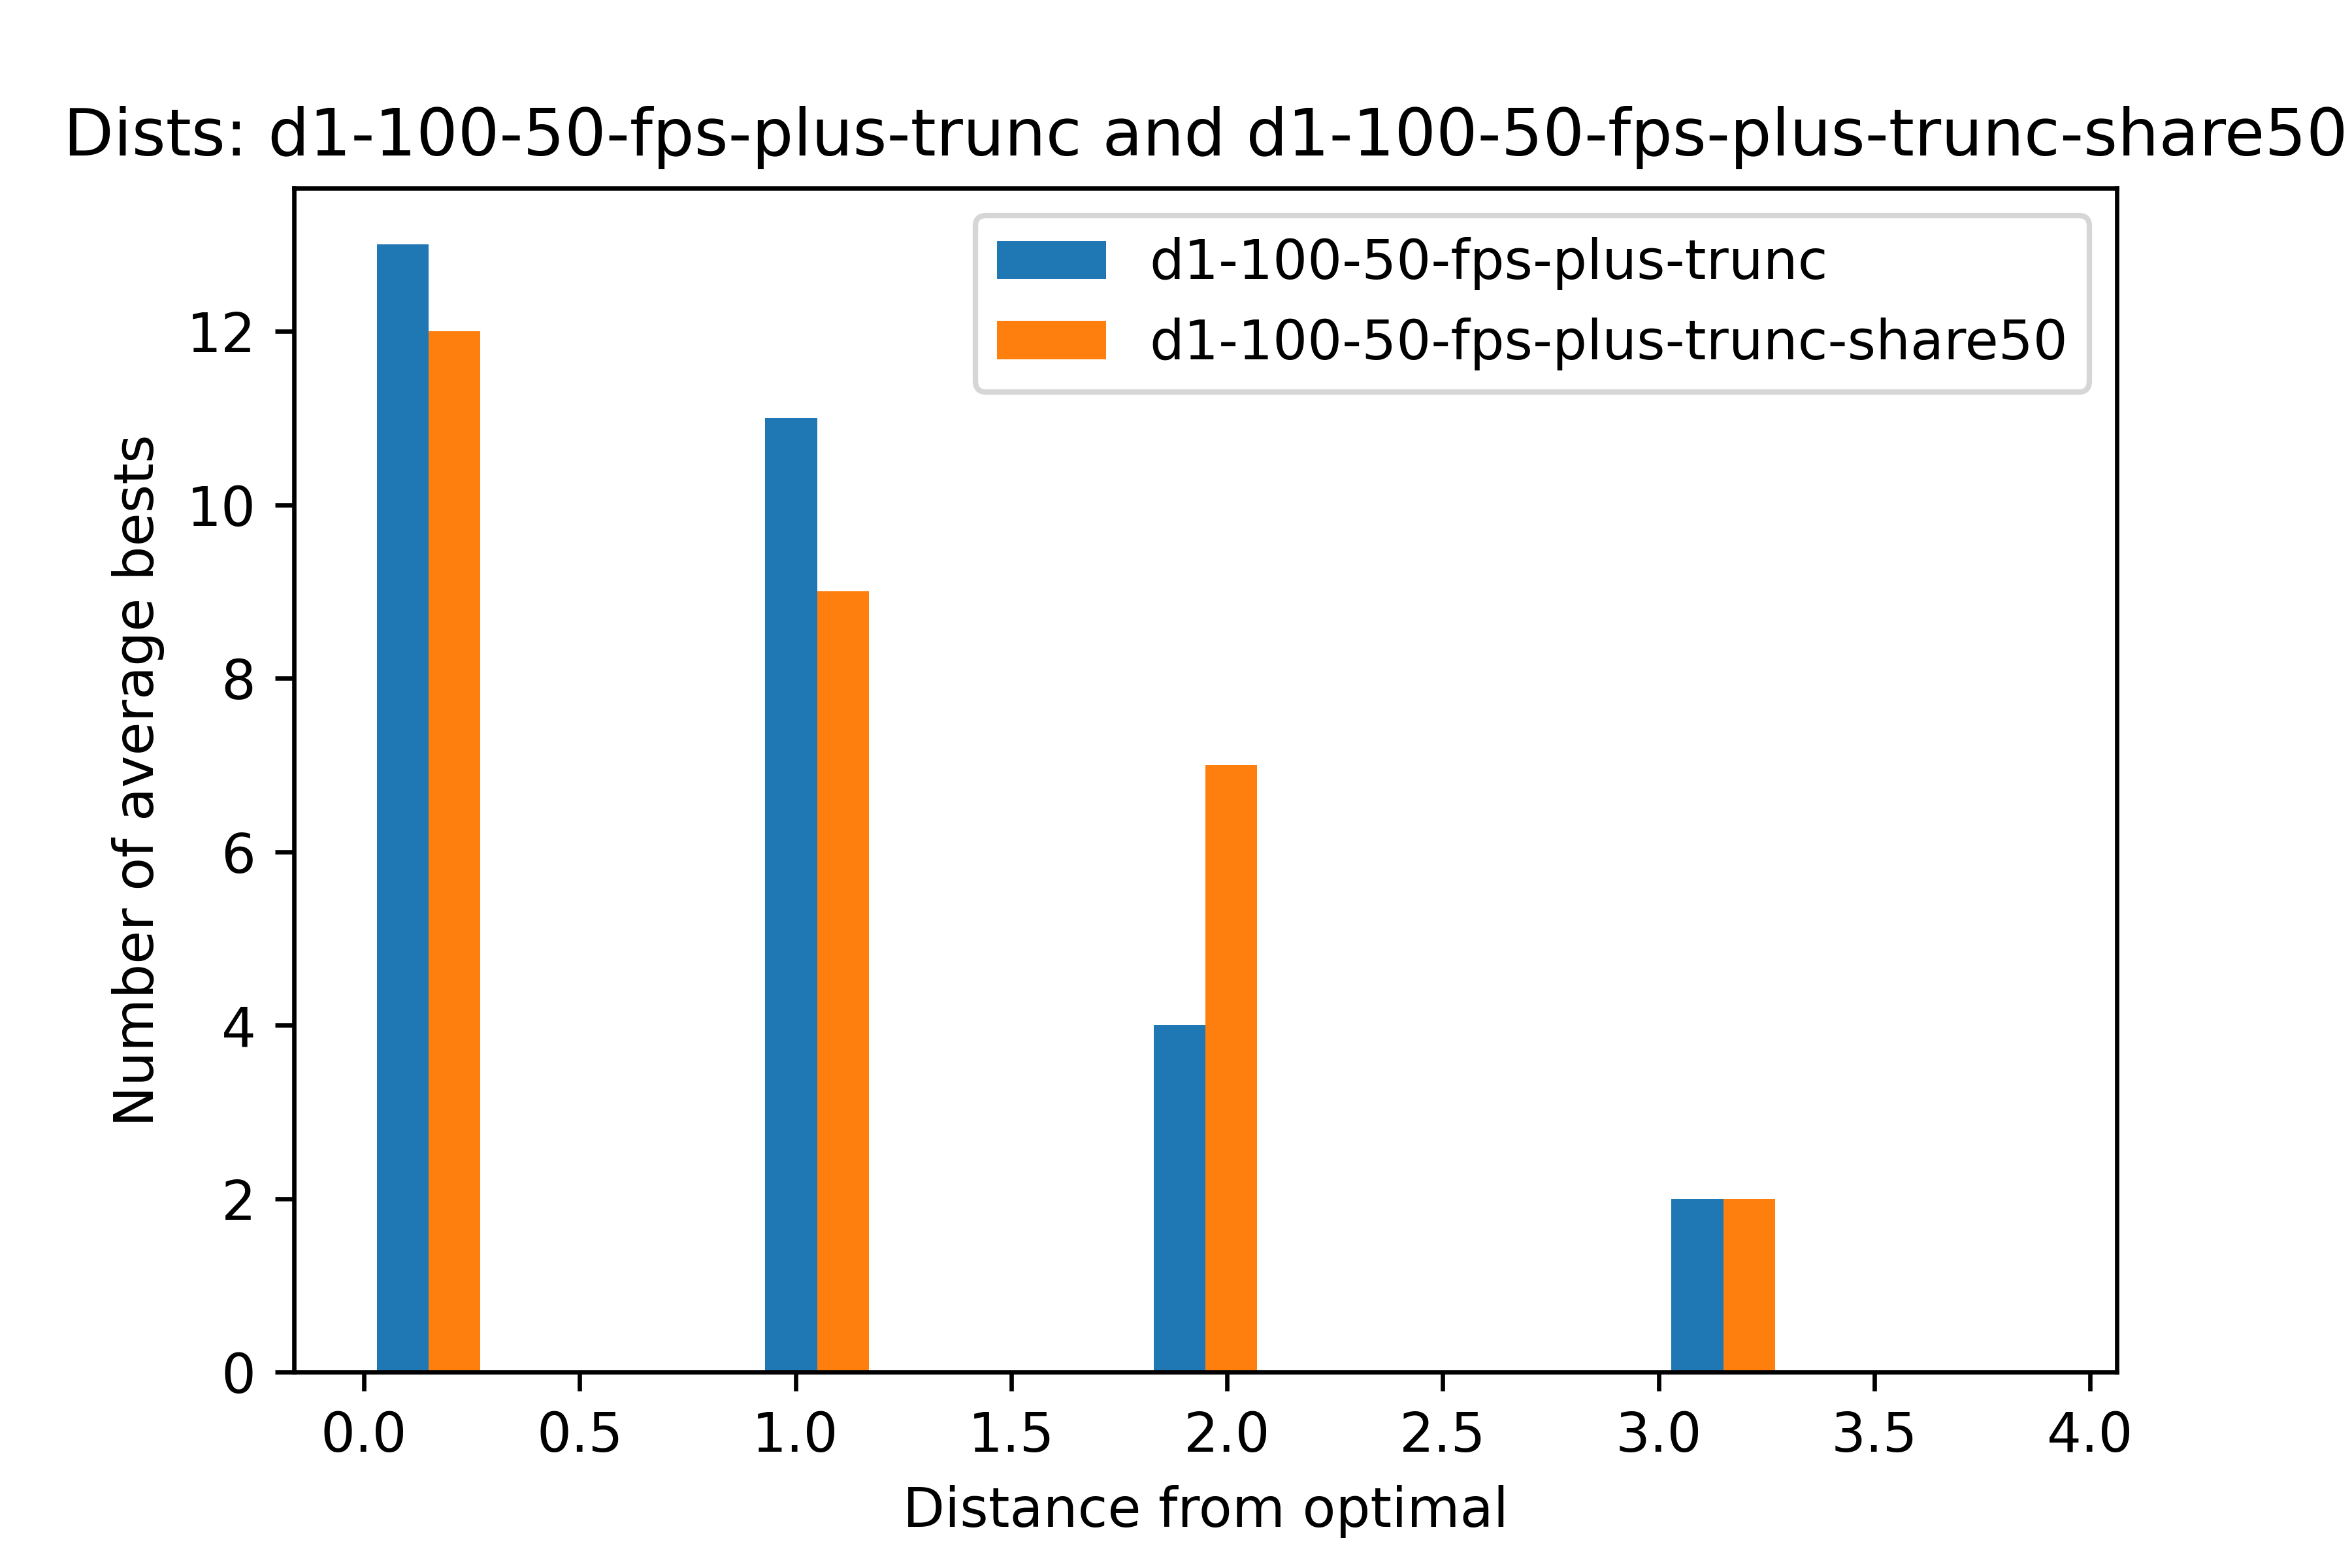 Dists: d1-100-50-fps-plus-trunc and d1-100-50-fps-plus-trunc-share50
d1-100-50-fps-plus-trunc
d1-100-50-fps-plus-trunc-share50
Number of average bests
12
10
8
6
4
2
0
0.0 0.5 1.0 1.5 2.0 2.5 3.0 3.5 4.0
Distance from optimal